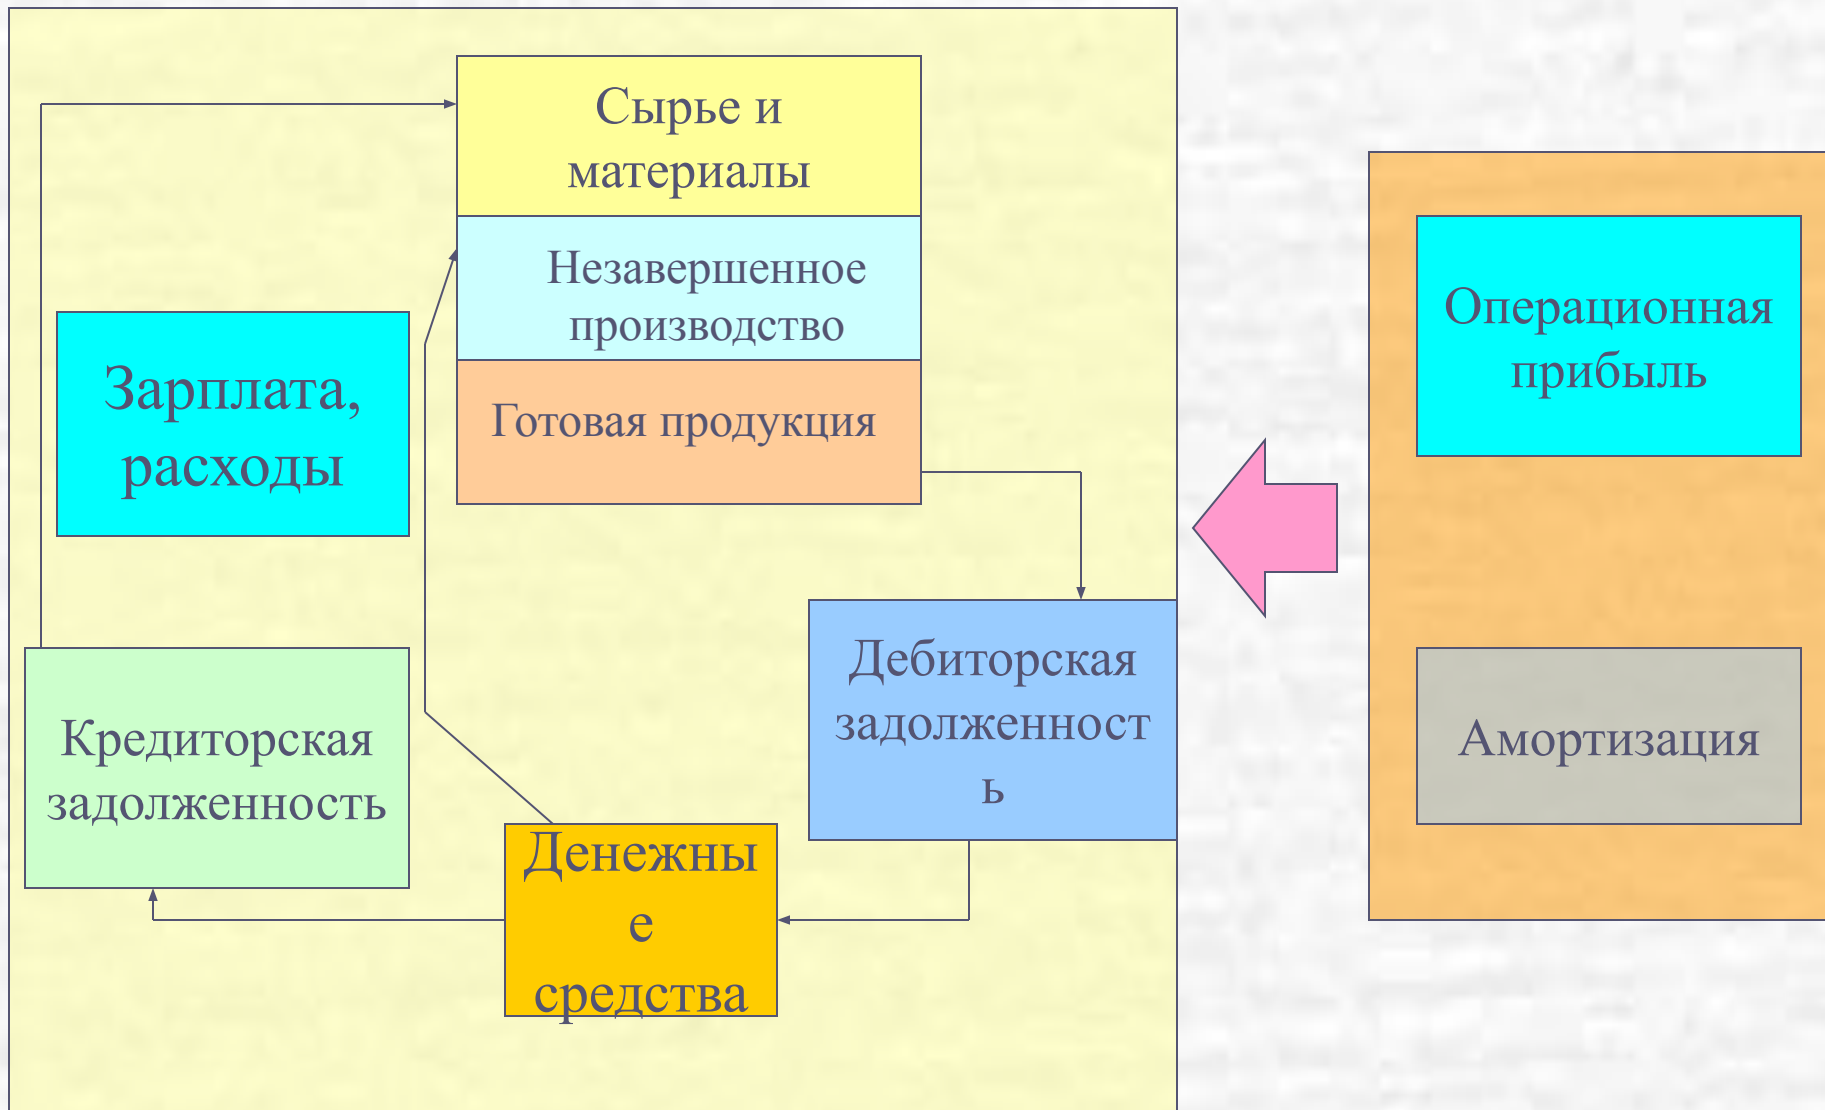 Сырье и
материалы
Незавершенное
производство
Готовая продукция
Зарплата,
расходы
Кредиторская
задолженность
Денежны
е
средства
Дебиторская
задолженност
ь
Операционная
прибыль
Амортизация